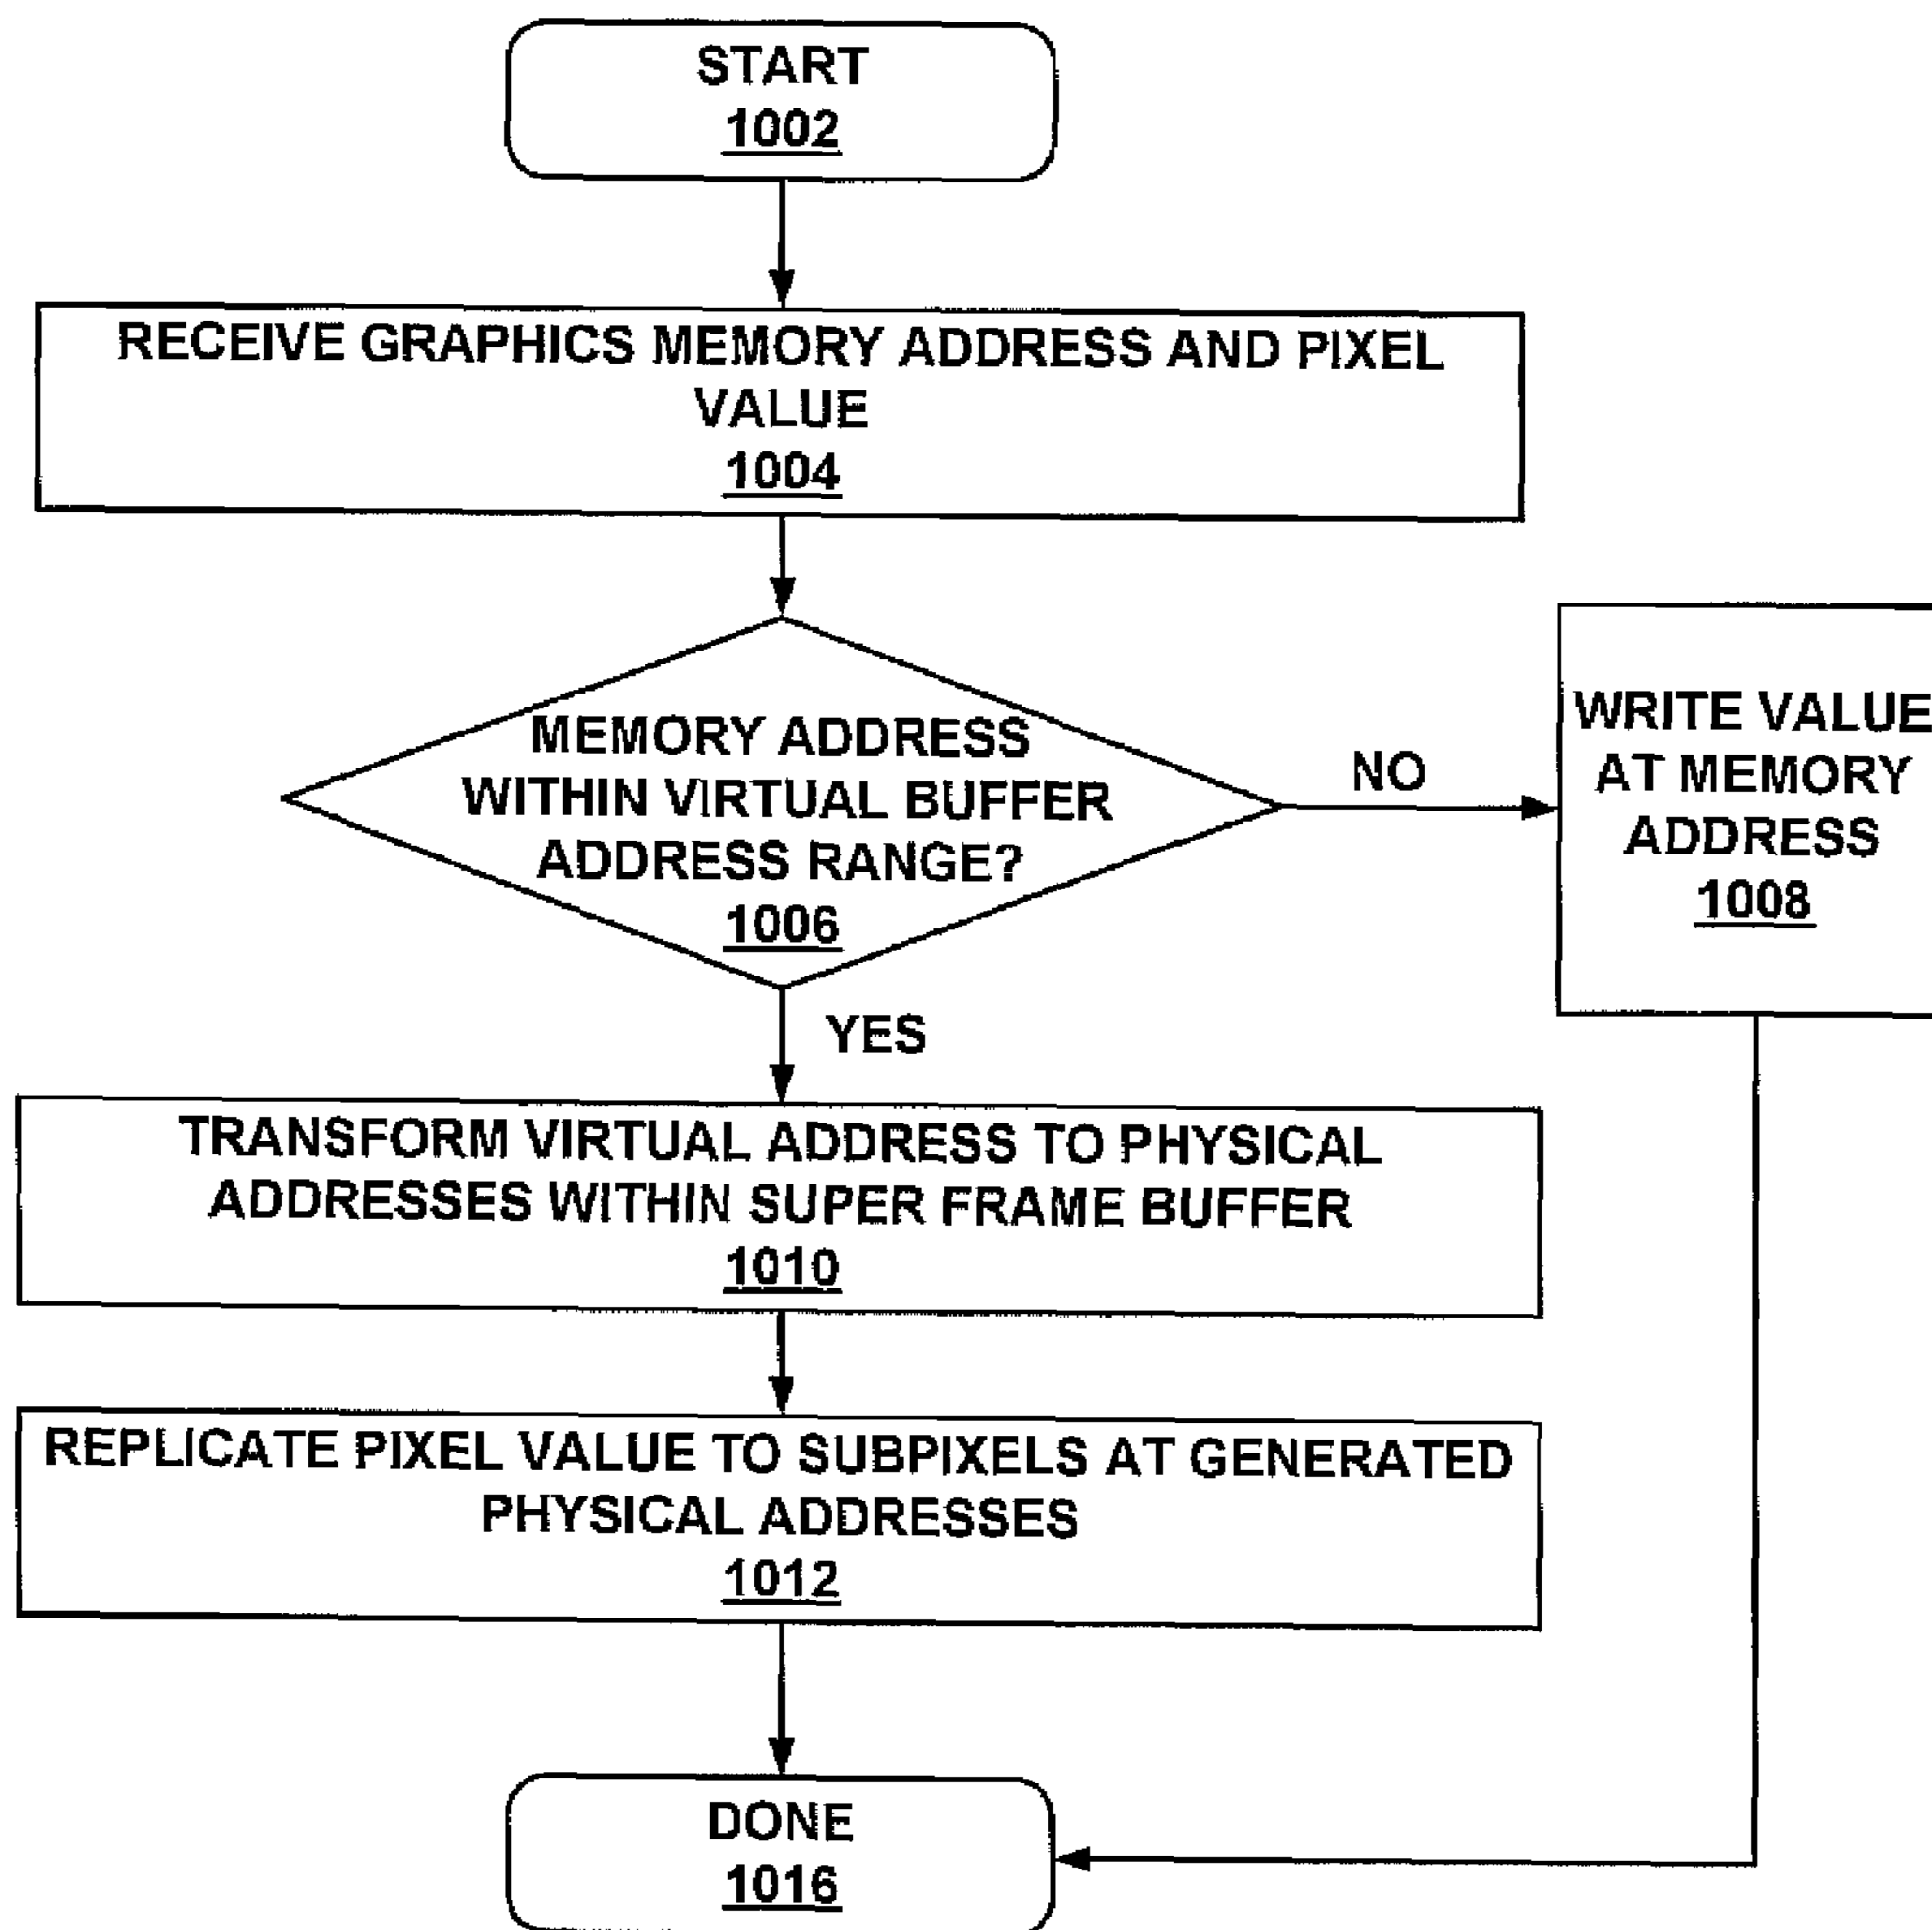 START
1002
RECEIVE GRAPHICS MEMORY ADDRESS AND PIXEL
VALUE
1004
MEMORY ADDRESS
WITHIN VIRTUAL BUFFER
ADDRESS RANGE?
1006
NO
WRITE VALUE
AT MEMORY
ADDRESS
1008
YES
TRANSFORM VIRTUAL ADDRESS TO PHYSICAL
ADDRESSES WITHIN SUPER FRAME BUFFER
1010
REPLICATE PIXEL VALUE TO SUBPIXELS AT GENERATED
PHYSICAL ADDRESSES
1012
DONE
1016